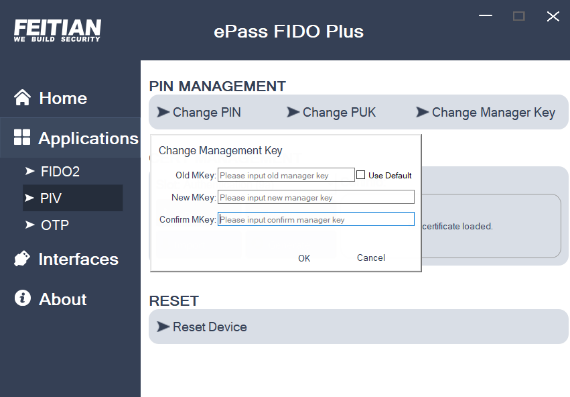 FEITIAN
WE BUILD SECURITY
ePass FIDO Plus
Home
Applications
FIDO2
PIV
OTP
Interfaces
About
PIN MANAGEMENT
Change PIN
Change PUK
Change Manager Key
Change Management Key
Old MKey: Please input old manager key Use Default
New MKey: Please input new manager key
Confirm MKey: Please input confirm manager key
OK Cancel
certificate loaded.
RESET
Reset Device